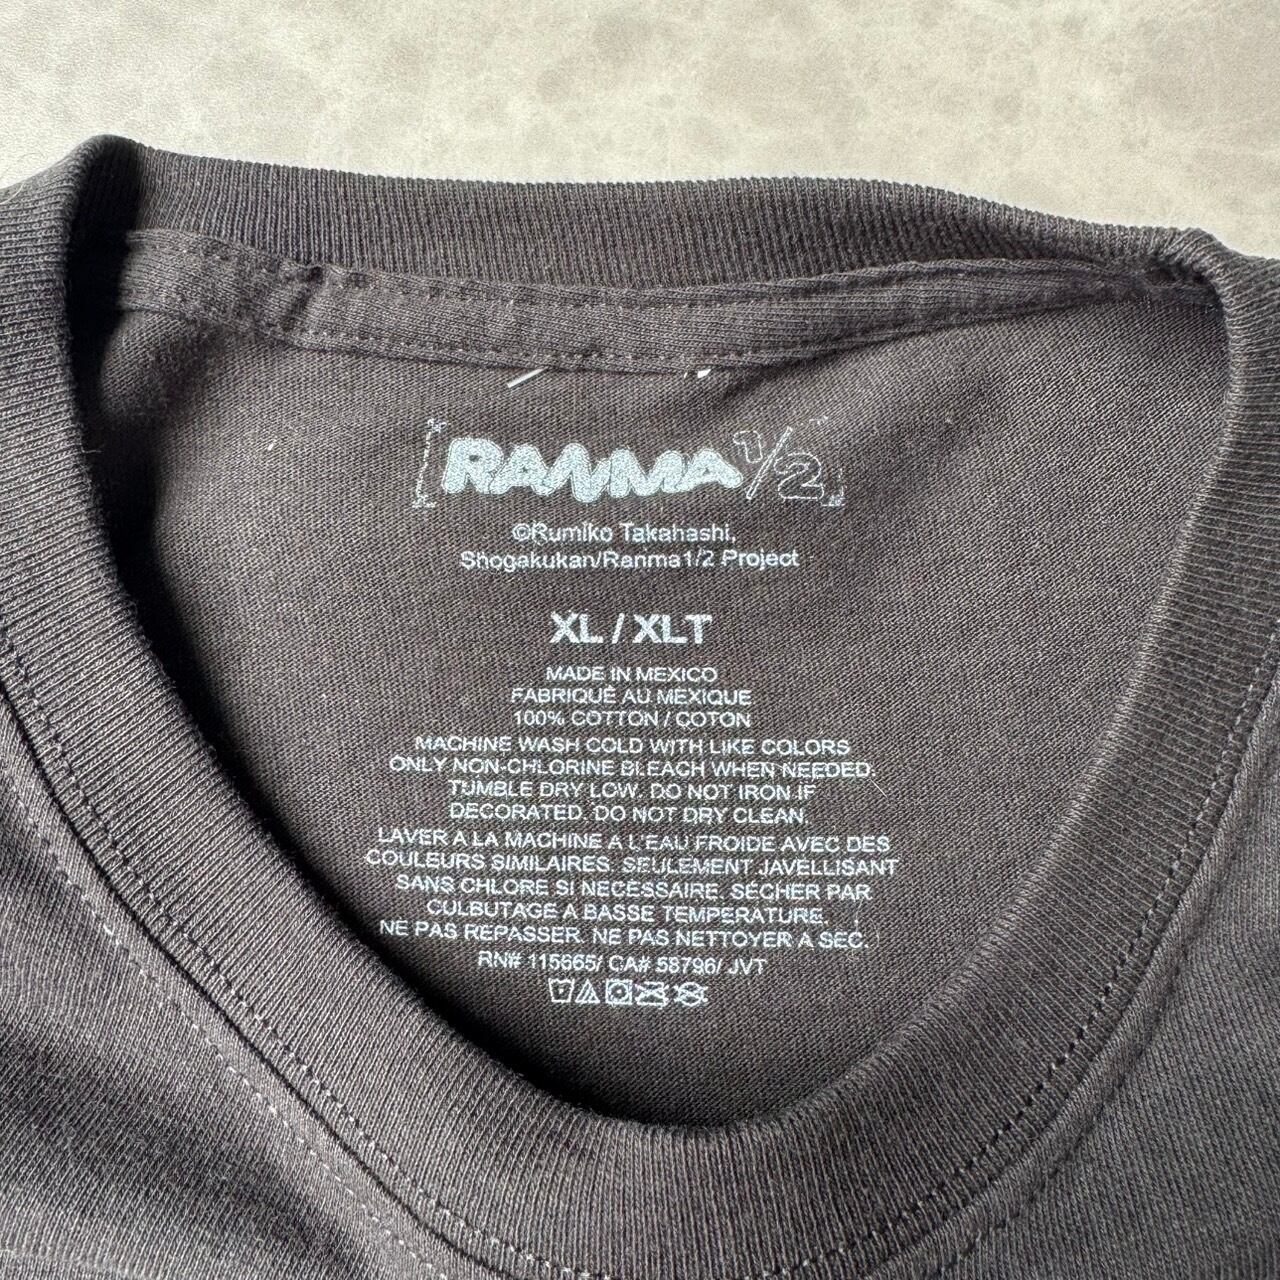 RANMA 1/2
©Rumiko Takahashi,
Shogakukan/Ranma1/2 Project
XL / XLT
MADE IN MEXICO
FABRIQUÉ AU MEXIQUE
100% COTTON / COTON
MACHINE WASH COLD WITH LIKE COLORS
ONLY NON-CHLORINE BLEACH WHEN NEEDED.
TUMBLE DRY LOW. DO NOT IRON IF
DECORATED. DO NOT DRY CLEAN.
LAVER A LA MACHINE A L'EAU FROIDE AVEC DES
COULEURS SIMILAIRES. SEULEMENT JAVELLISANT
SANS CHLORE SI NECESSAIRE. SÉCHER PAR
CULBUTAGE A BASSE TEMPERATURE.
NE PAS REPASSER. NE PAS NETTOYER A SEC.
RN# 115665/ CA# 58796/ JVT